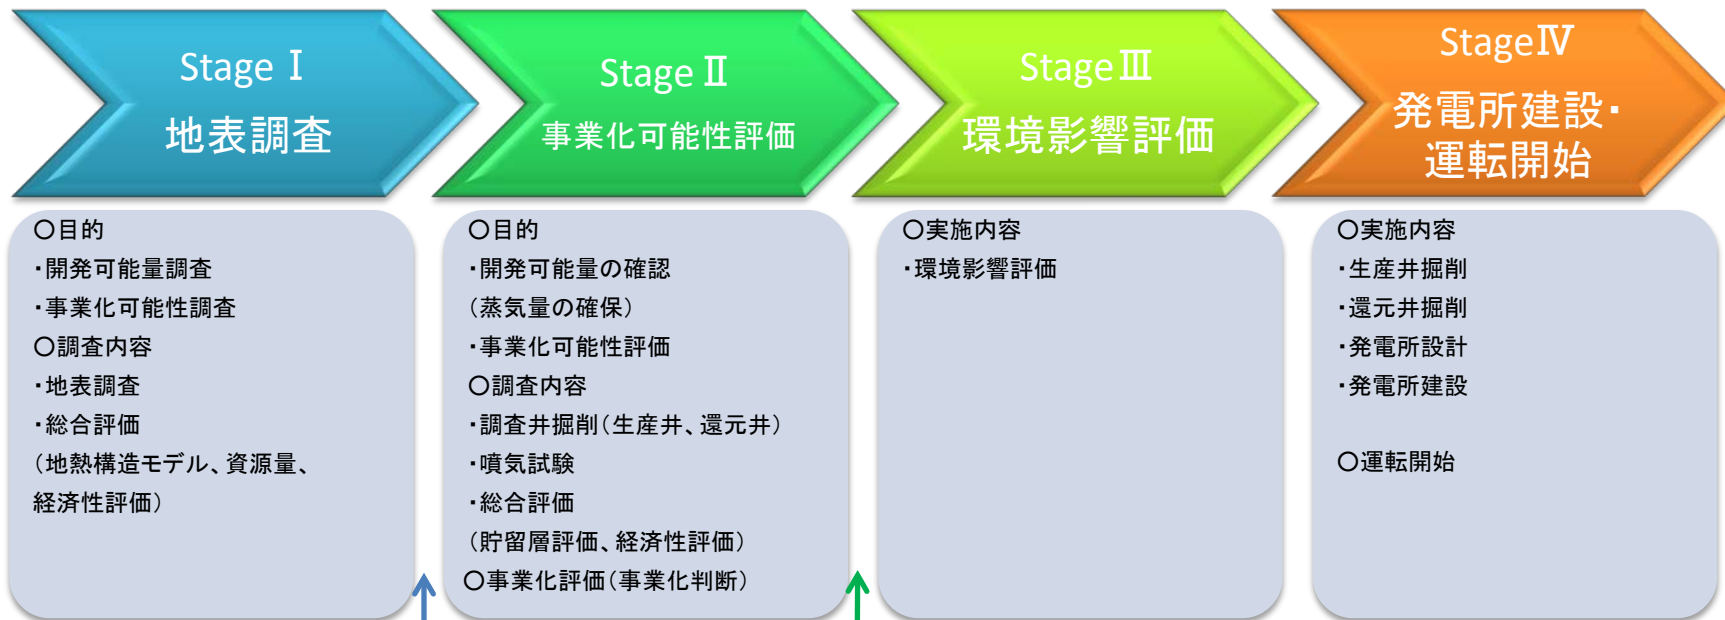 Stage Ⅰ
地表調査
Stage Ⅱ
事業化可能性評価
StageⅢ
環境影響評価
StageⅣ
発電所建設・
運転開始
○目的
・開発可能量調査
・事業化可能性調査
○調査内容
・地表調査
・総合評価
（地熱構造モデル、資源量、
経済性評価）
○目的
・開発可能量の確認
（蒸気量の確保）
・事業化可能性評価
○調査内容
・調査井掘削（生産井、還元井）
・噴気試験
・総合評価
（貯留層評価、経済性評価）
○事業化評価（事業化判断）
○実施内容
・環境影響評価
○実施内容
・生産井掘削
・還元井掘削
・発電所設計
・発電所建設
○運転開始